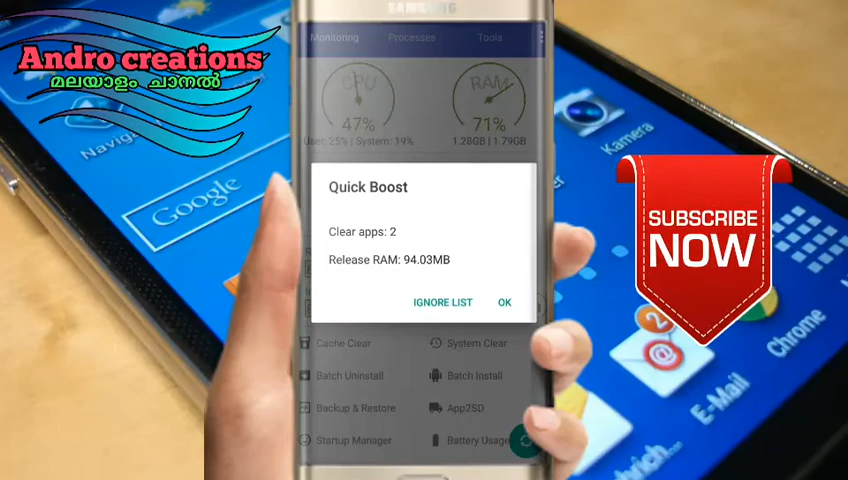 SAMSUNG
Andro creations
മലയാളം ചാനൽ
Monitoring Processes Tools
CPU RAM
47% 71%
User: 25% | System: 19% 1.28GB | 1.79GB
Google
Kamera
SUBSCRIBE
NOW
Quick Boost
Clear apps: 2
Release RAM: 94.03MB
IGNORE LIST OK
2
Cache Clear System Clear
Batch Uninstall Batch Install
Backup & Restore App2SD
Startup Manager Battery Usage
Chrome
E-Mail